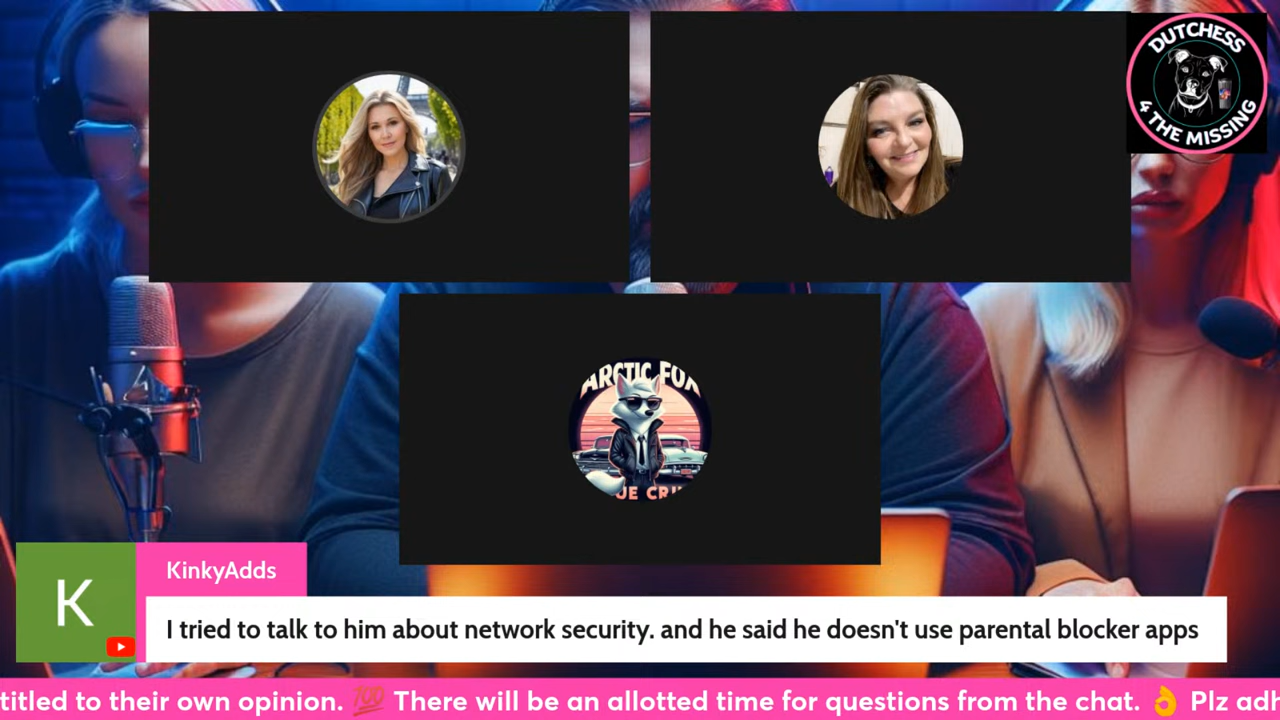 DUTCHESS
4 THE MISSING
ARCTIC FOX
UE CRI
K
KinkyAdds
I tried to talk to him about network security. and he said he doesn't use parental blocker apps
titled to their own opinion. 💯 There will be an allotted time for questions from the chat. 👌 Plz adh